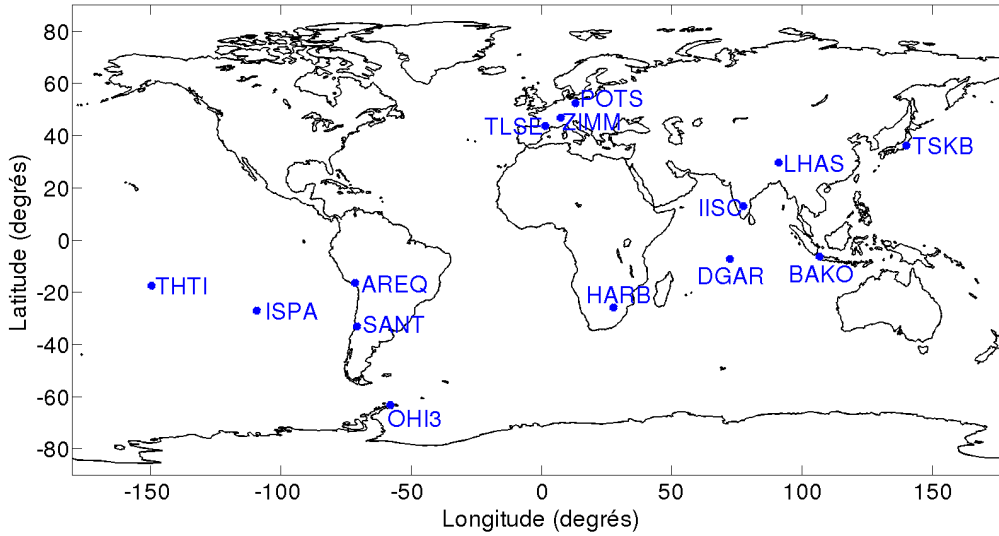 80
60
40
20
0
-20
-40
-60
-80
Latitude (degrés)
POTS
TLSE
ZIMM
TSKB
LHAS
IISC
DGAR
BAKO
THTI
ISPA
AREQ
HARB
SANT
OHI3
-150
-100
-50
0
50
100
150
Longitude (degrés)